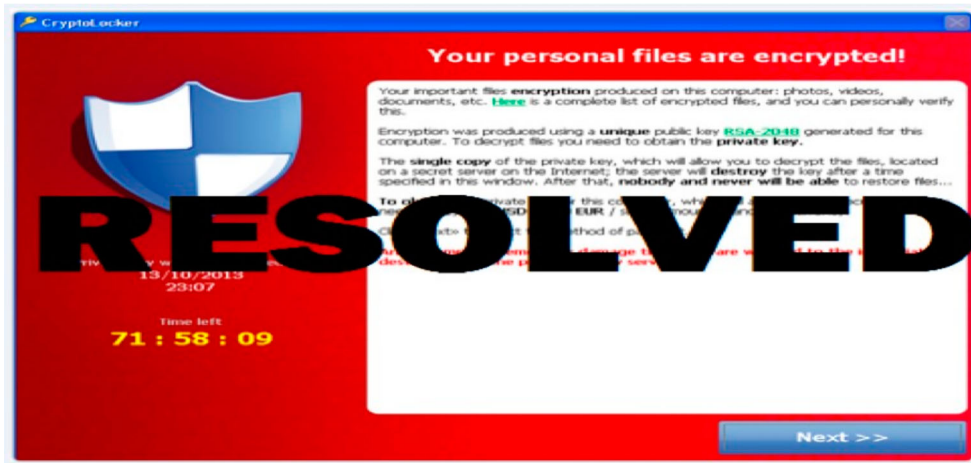 CryptoLocker
Your personal files are encrypted!
Your important files encryption produced on this computer: photos, videos,
documents, etc. Here is a complete list of encrypted files, and you can personally verify
this.
Encryption was produced using a unique public key RSA-2048 generated for this
computer. To decrypt files you need to obtain the private key.
The single copy of the private key, which will allow you to decrypt the files, located
on a secret server on the Internet; the server will destroy the key after a time
specified in this window. After that, nobody and never will be able to restore files...
RESOLVED
13/10/2013
23:07
Time left
71 : 58 : 09
Next >>